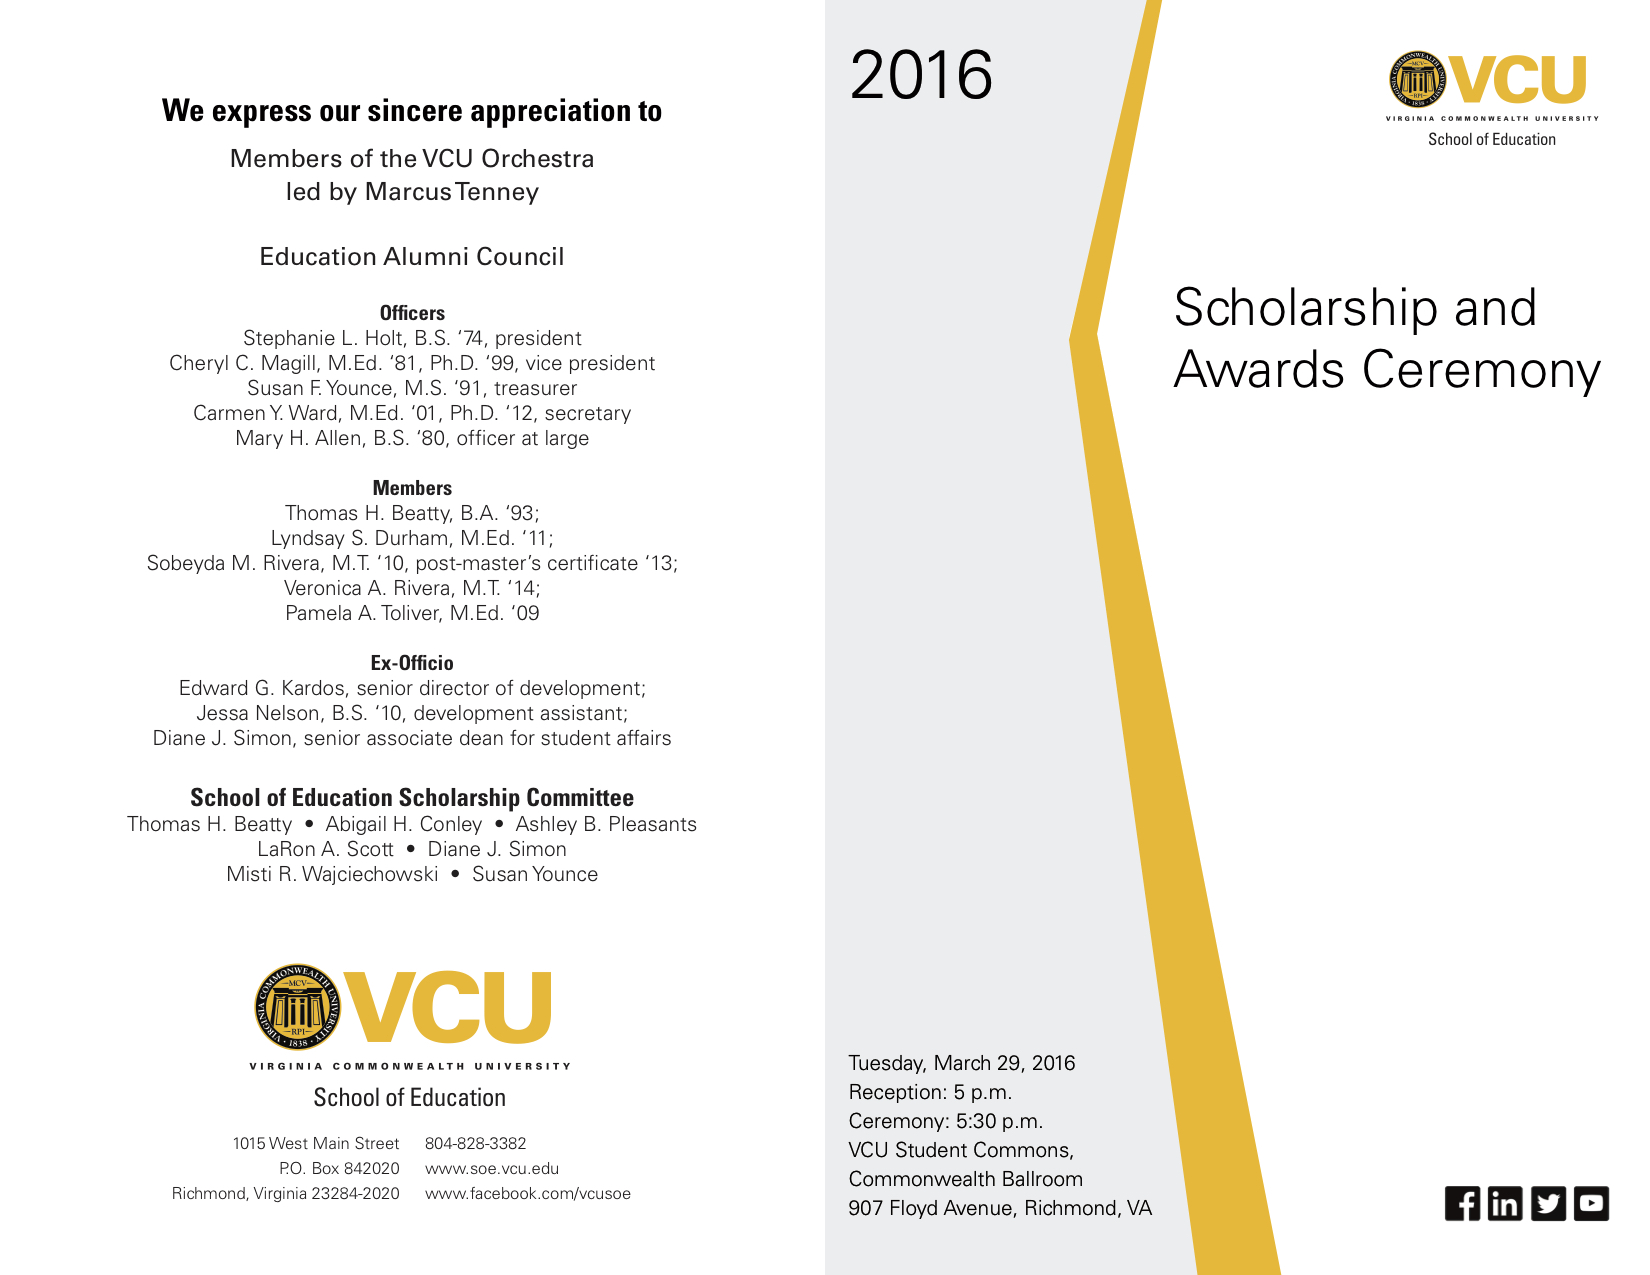 We express our sincere appreciation to
Members of the VCU Orchestra
led by Marcus Tenney
Education Alumni Council
Officers
Stephanie L. Holt, B.S. ‘74, president
Cheryl C. Magill, M.Ed. ‘81, Ph.D. ‘99, vice president
Susan F. Younce, M.S. ‘91, treasurer
Carmen Y. Ward, M.Ed. ‘01, Ph.D. ‘12, secretary
Mary H. Allen, B.S. ‘80, officer at large
Members
Thomas H. Beatty, B.A. ‘93;
Lyndsay S. Durham, M.Ed. ‘11;
Sobeyda M. Rivera, M.T. ‘10, post-master’s certificate ‘13;
Veronica A. Rivera, M.T. ‘14;
Pamela A. Toliver, M.Ed. ‘09
Ex-Officio
Edward G. Kardos, senior director of development;
Jessa Nelson, B.S. ‘10, development assistant;
Diane J. Simon, senior associate dean for student affairs
School of Education Scholarship Committee
Thomas H. Beatty • Abigail H. Conley • Ashley B. Pleasants
LaRon A. Scott • Diane J. Simon
Misti R. Wajciechowski • Susan Younce
VIRGINIA COMMONWEALTH UNIVERSITY
MCV
RPI
· 1838 ·
VCU
VIRGINIA COMMONWEALTH UNIVERSITY
School of Education
1015 West Main Street 804-828-3382
P.O. Box 842020 www.soe.vcu.edu
Richmond, Virginia 23284-2020 www.facebook.com/vcusoe
2016
VIRGINIA COMMONWEALTH UNIVERSITY
MCV
RPI
· 1838 ·
VCU
VIRGINIA COMMONWEALTH UNIVERSITY
School of Education
Scholarship and
Awards Ceremony
Tuesday, March 29, 2016
Reception: 5 p.m.
Ceremony: 5:30 p.m.
VCU Student Commons,
Commonwealth Ballroom
907 Floyd Avenue, Richmond, VA